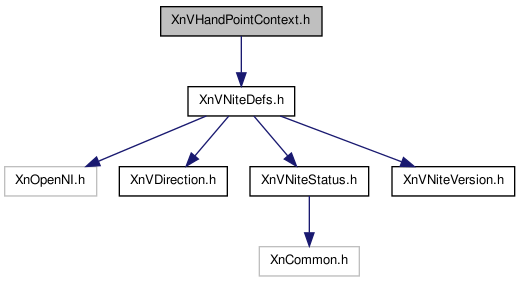 XnVHandPointContext.h
XnVNiteDefs.h
XnOpenNI.h
XnVDirection.h
XnVNiteStatus.h
XnVNiteVersion.h
XnCommon.h